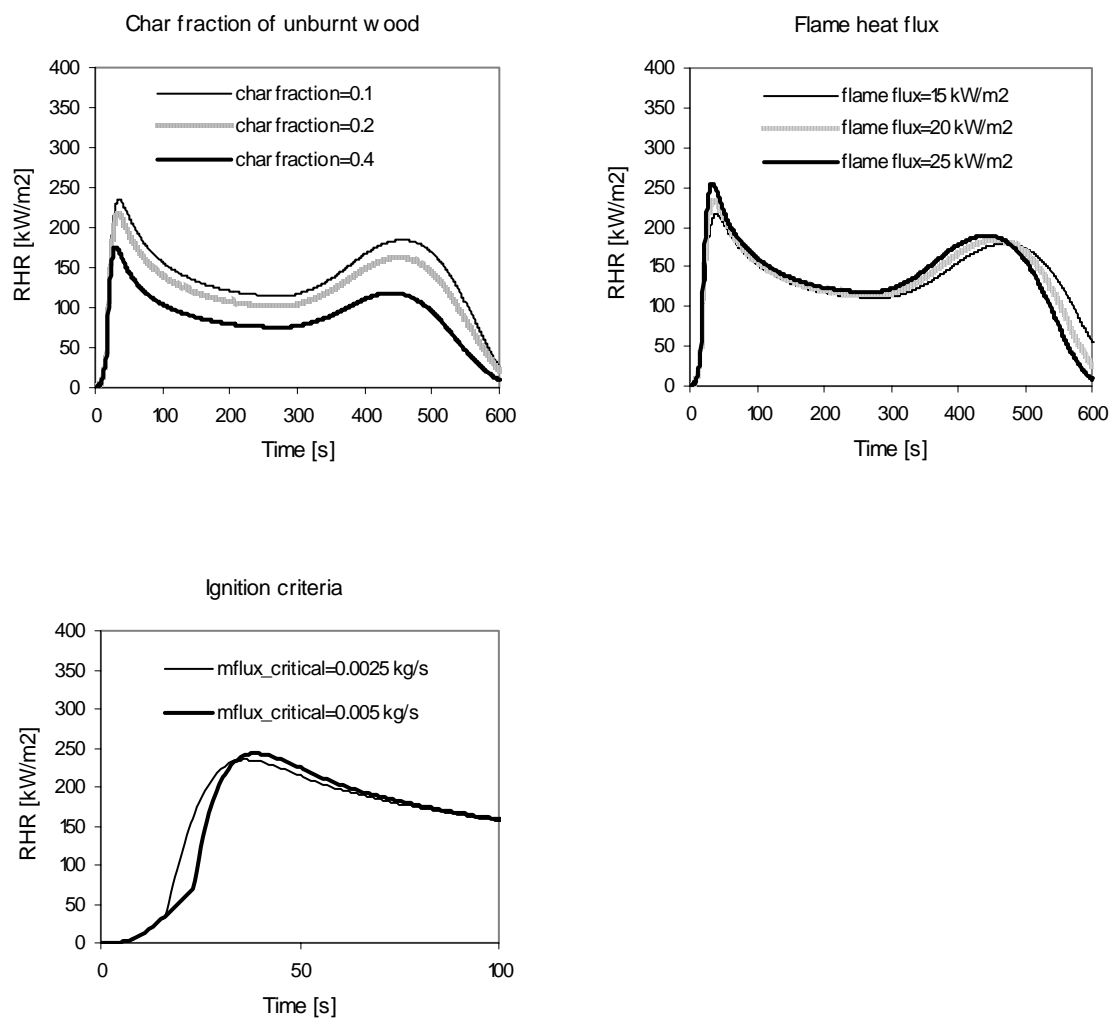 Char fraction of unburnt wood
400
350
300
250
200
150
100
50
0
RHR [kW/m2]
char fraction=0.1
char fraction=0.2
char fraction=0.4
0 100 200 300 400 500 600
Time [s]
Flame heat flux
400
350
300
250
200
150
100
50
0
RHR [kW/m2]
flame flux=15 kW/m2
flame flux=20 kW/m2
flame flux=25 kW/m2
0 100 200 300 400 500 600
Time [s]
Ignition criteria
400
350
300
250
200
150
100
50
0
RHR [kW/m2]
mflux_critical=0.0025 kg/s
mflux_critical=0.005 kg/s
0 50 100
Time [s]